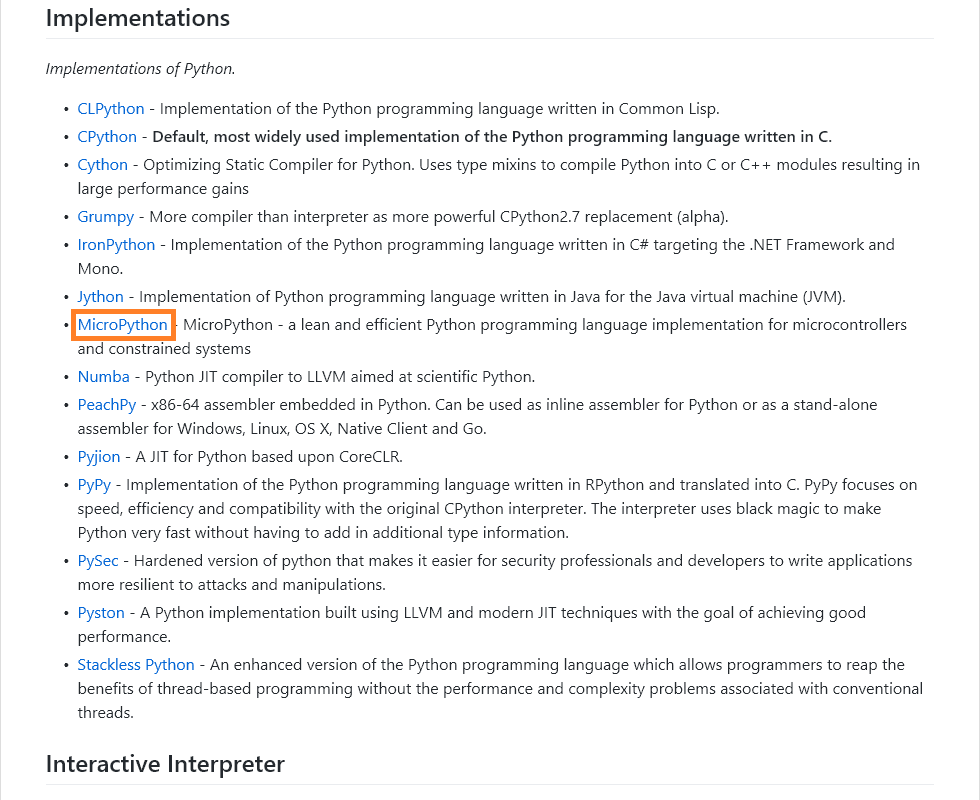 Implementations
Implementations of Python.
• CLPython - Implementation of the Python programming language written in Common Lisp.
• CPython - Default, most widely used implementation of the Python programming language written in C.
• Cython - Optimizing Static Compiler for Python. Uses type mixins to compile Python into C or C++ modules resulting in
large performance gains
• Grumpy - More compiler than interpreter as more powerful CPython2.7 replacement (alpha).
• IronPython - Implementation of the Python programming language written in C# targeting the .NET Framework and
Mono.
• Jython - Implementation of Python programming language written in Java for the Java virtual machine (JVM).
• MicroPython - MicroPython - a lean and efficient Python programming language implementation for microcontrollers
and constrained systems
• Numba - Python JIT compiler to LLVM aimed at scientific Python.
• PeachPy - x86-64 assembler embedded in Python. Can be used as inline assembler for Python or as a stand-alone
assembler for Windows, Linux, OS X, Native Client and Go.
• Pyjion - A JIT for Python based upon CoreCLR.
• PyPy - Implementation of the Python programming language written in RPython and translated into C. PyPy focuses on
speed, efficiency and compatibility with the original CPython interpreter. The interpreter uses black magic to make
Python very fast without having to add in additional type information.
• PySec - Hardened version of python that makes it easier for security professionals and developers to write applications
more resilient to attacks and manipulations.
• Pyston - A Python implementation built using LLVM and modern JIT techniques with the goal of achieving good
performance.
• Stackless Python - An enhanced version of the Python programming language which allows programmers to reap the
benefits of thread-based programming without the performance and complexity problems associated with conventional
threads.
Interactive Interpreter